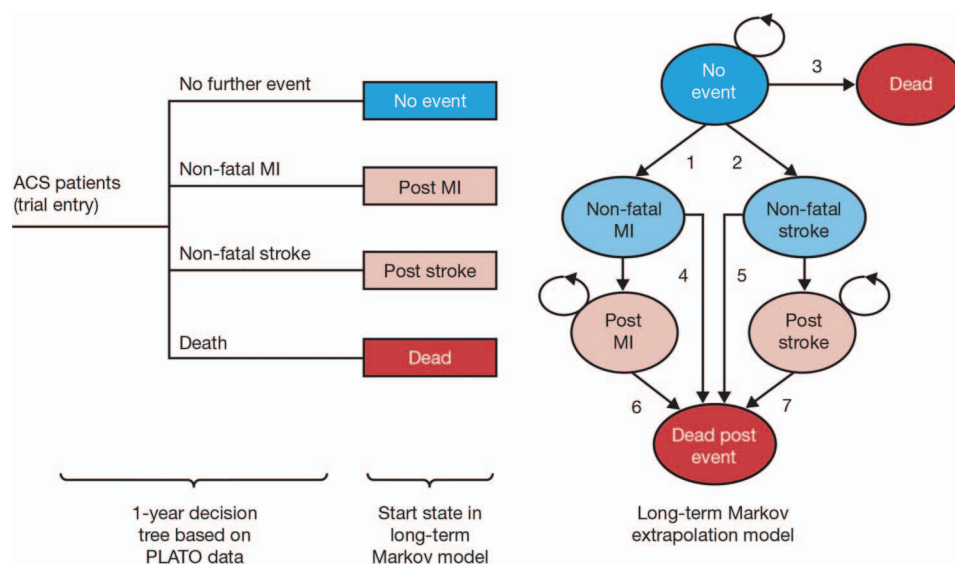 ACS patients
(trial entry)
No further event
Non-fatal MI
Non-fatal stroke
Death
No event
Post MI
Post stroke
Dead
1-year decision
tree based on
PLATO data
Start state in
long-term
Markov model
No
event
3
Dead
1
2
Non-fatal
MI
Non-fatal
stroke
4
5
Post
MI
Post
stroke
6
7
Dead post
event
Long-term Markov
extrapolation model